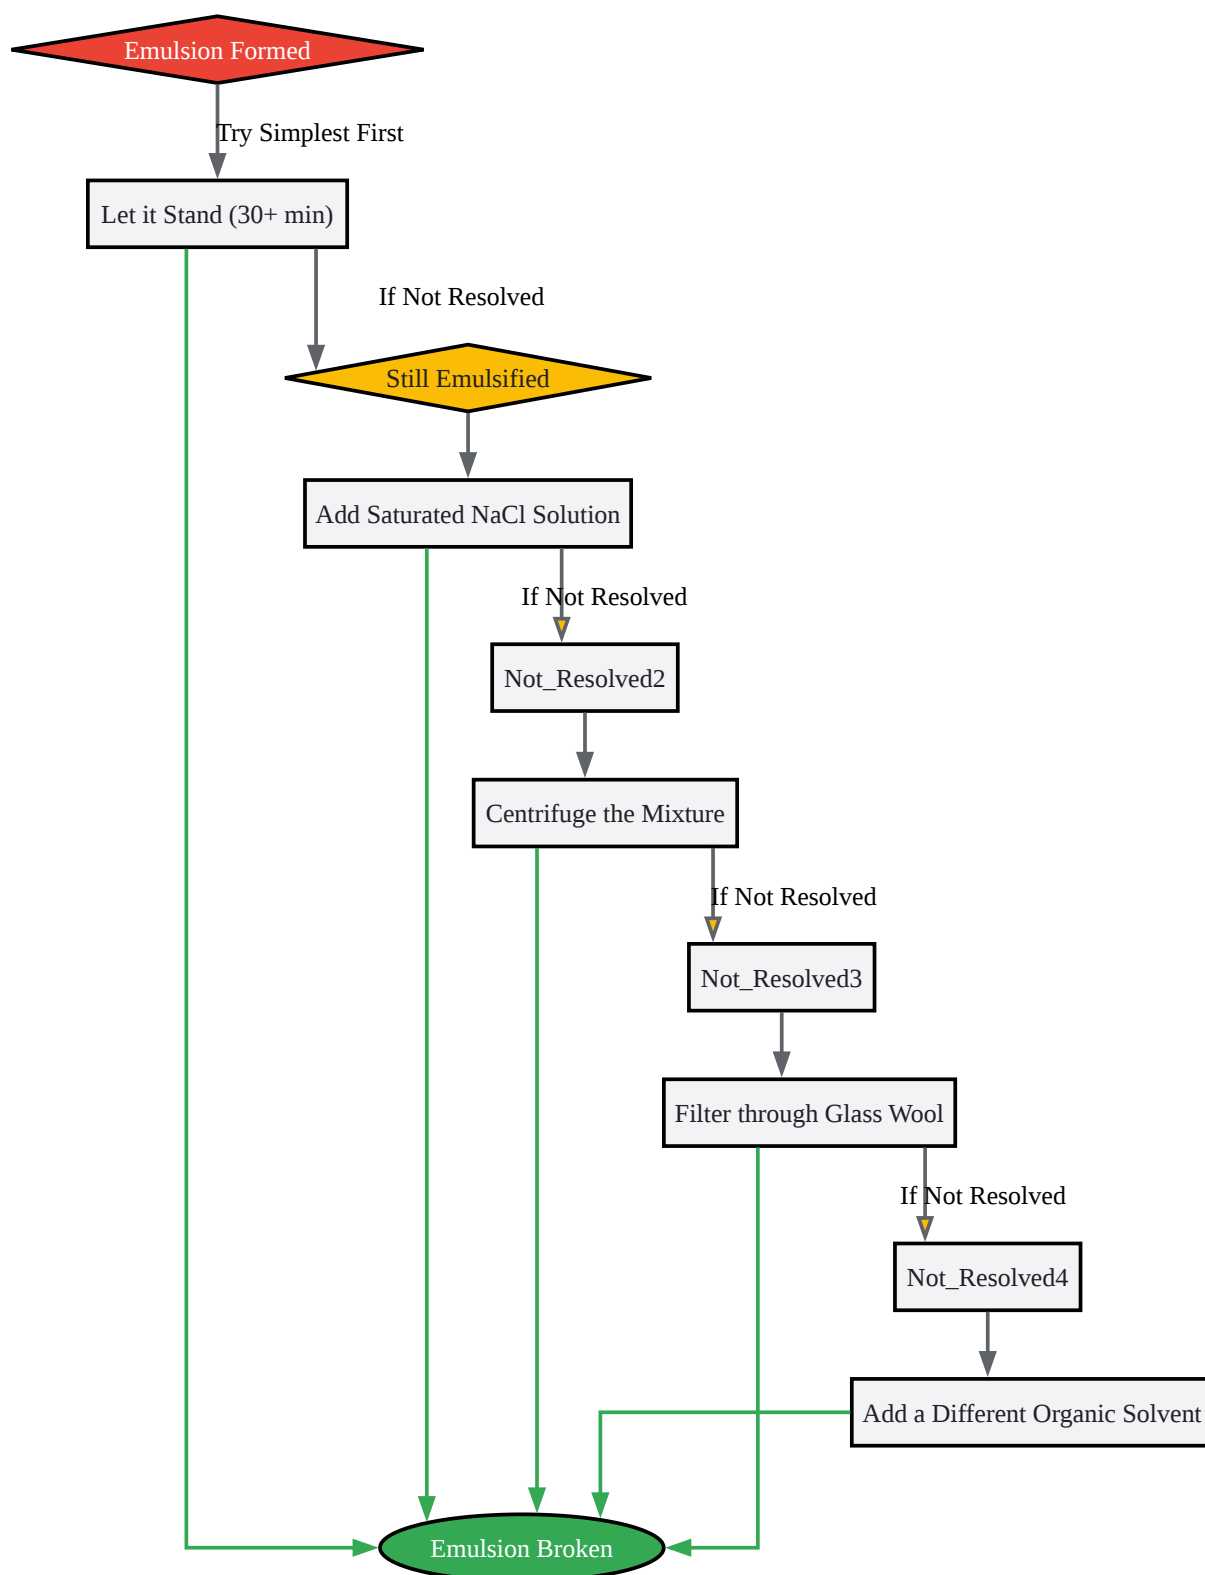 Emulsion Formed
Try Simplest First
Let it Stand (30+ min)
If Not Resolved
Still Emulsified
Add Saturated NaCl Solution
If Not Resolved
Not_Resolved2
Centrifuge the Mixture
If Not Resolved
Not_Resolved3
Filter through Glass Wool
If Not Resolved
Not_Resolved4
Add a Different Organic Solvent
Emulsion Broken